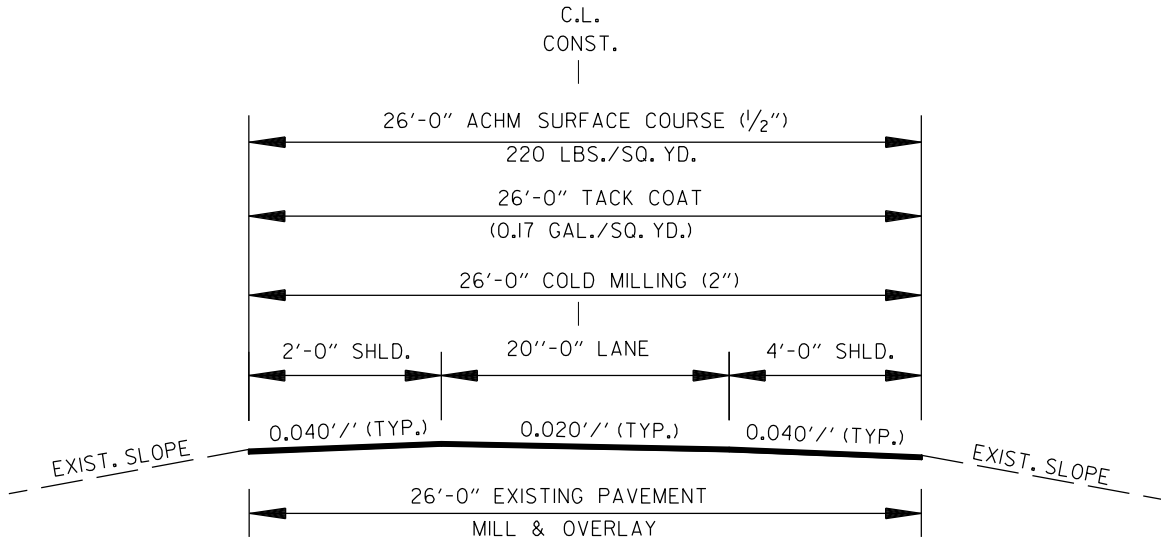 C.L.
CONST.
26'-0" ACHM SURFACE COURSE (1/2")
220 LBS./SQ. YD.
26'-0" TACK COAT
(0.17 GAL./SQ. YD.)
26'-0" COLD MILLING (2")
2'-0" SHLD.
20''-0" LANE
4'-0" SHLD.
EXIST. SLOPE
0.040'/' (TYP.)
0.020'/' (TYP.)
0.040'/' (TYP.)
EXIST. SLOPE
26'-0" EXISTING PAVEMENT
MILL & OVERLAY